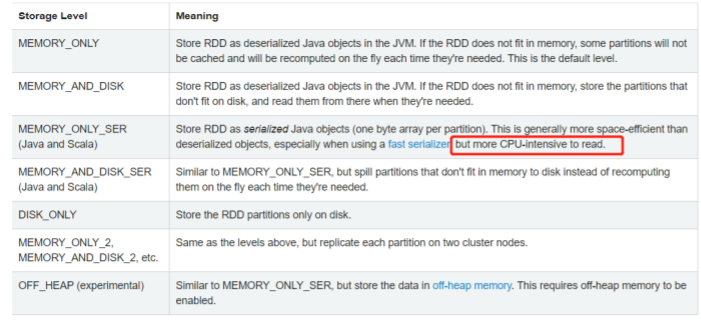 Storage Level Meaning
MEMORY_ONLY Store RDD as deserialized Java objects in the JVM. If the RDD does not fit in memory, some partitions will not
be cached and will be recomputed on the fly each time they're needed. This is the default level.
MEMORY_AND_DISK Store RDD as deserialized Java objects in the JVM. If the RDD does not fit in memory, store the partitions that
don't fit on disk, and read them from there when they're needed.
MEMORY_ONLY_SER Store RDD as serialized Java objects (one byte array per partition). This is generally more space-efficient than
(Java and Scala) deserialized objects, especially when using a fast serializer, but more CPU-intensive to read.
MEMORY_AND_DISK_SER Similar to MEMORY_ONLY_SER, but spill partitions that don't fit in memory to disk instead of recomputing
(Java and Scala) them on the fly each time they're needed.
DISK_ONLY Store the RDD partitions only on disk.
MEMORY_ONLY_2, Same as the levels above, but replicate each partition on two cluster nodes.
MEMORY_AND_DISK_2, etc.
OFF_HEAP (experimental) Similar to MEMORY_ONLY_SER, but store the data in off-heap memory. This requires off-heap memory to be
enabled.